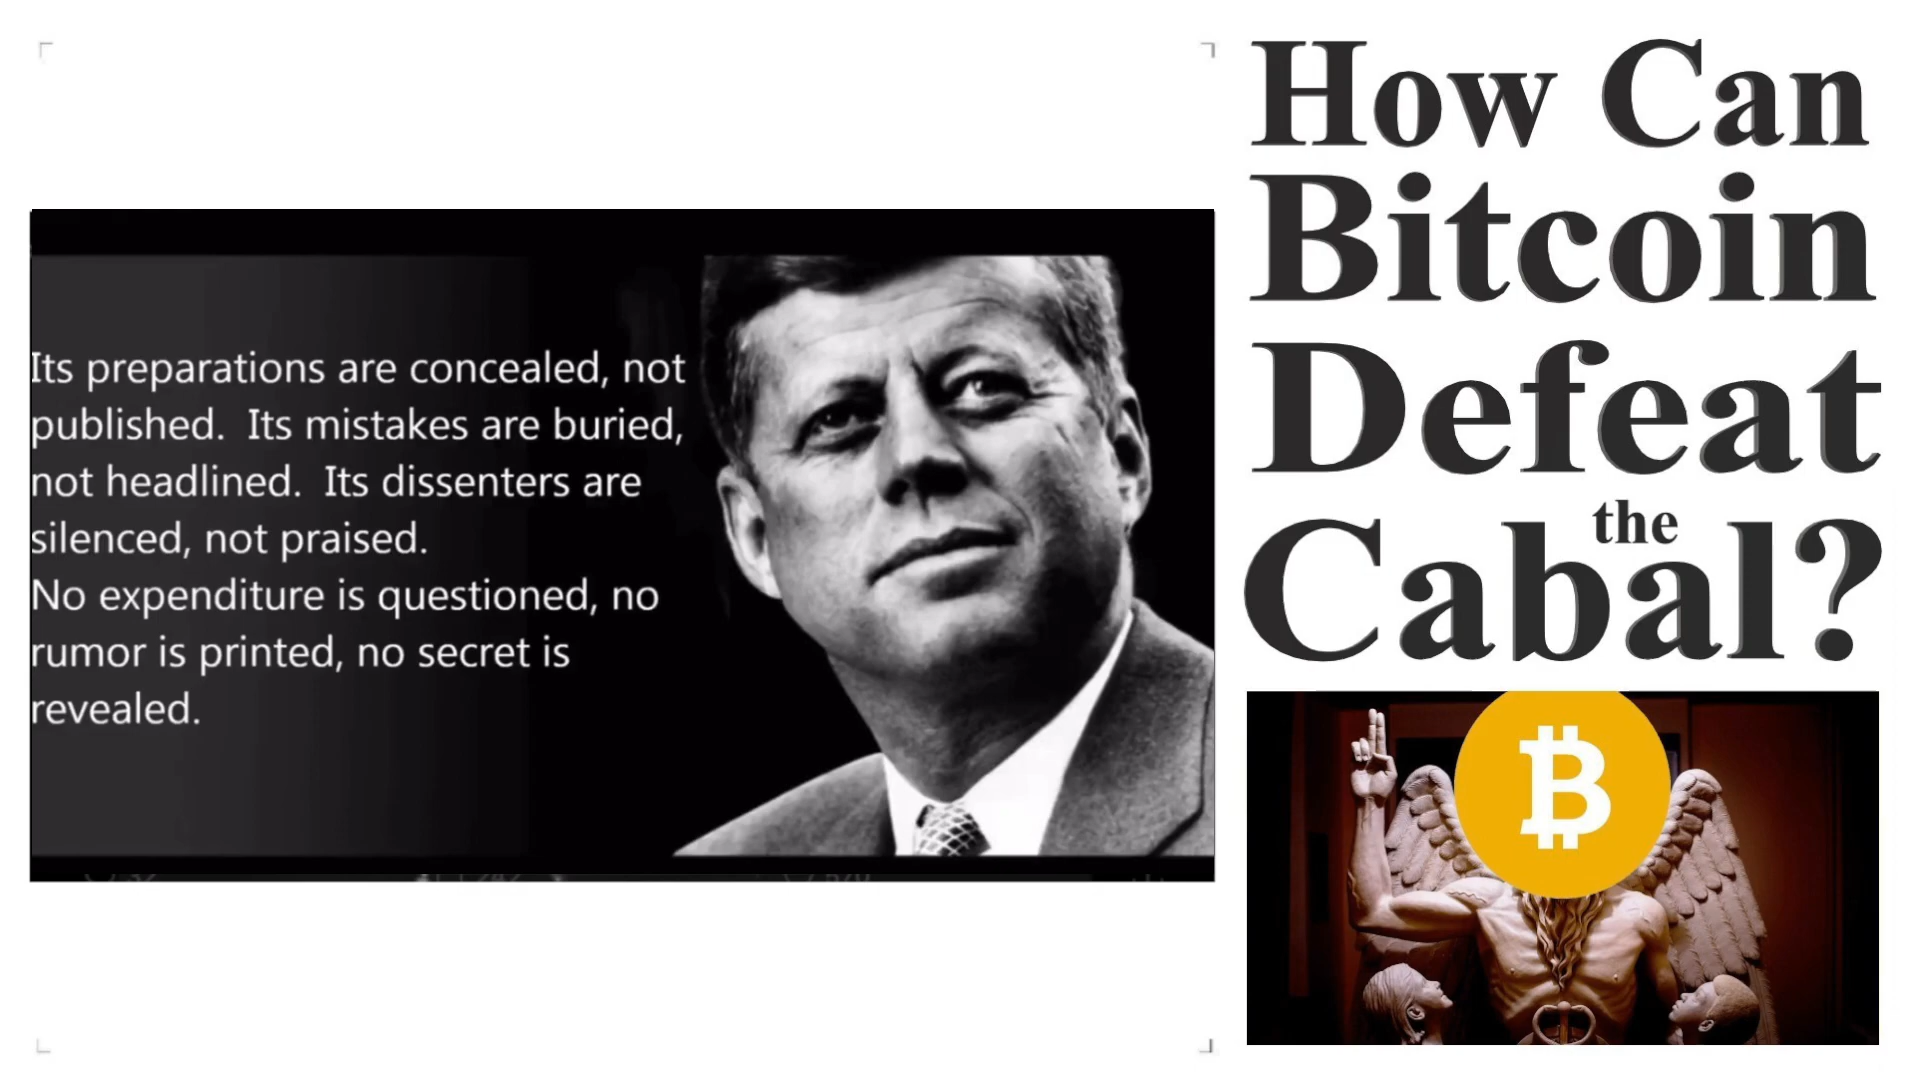 Its preparations are concealed, not
published.  Its mistakes are buried,
not headlined.  Its dissenters are
silenced, not praised.
No expenditure is questioned, no
rumor is printed, no secret is
revealed.
How Can
Bitcoin
Defeat
the
Cabal?